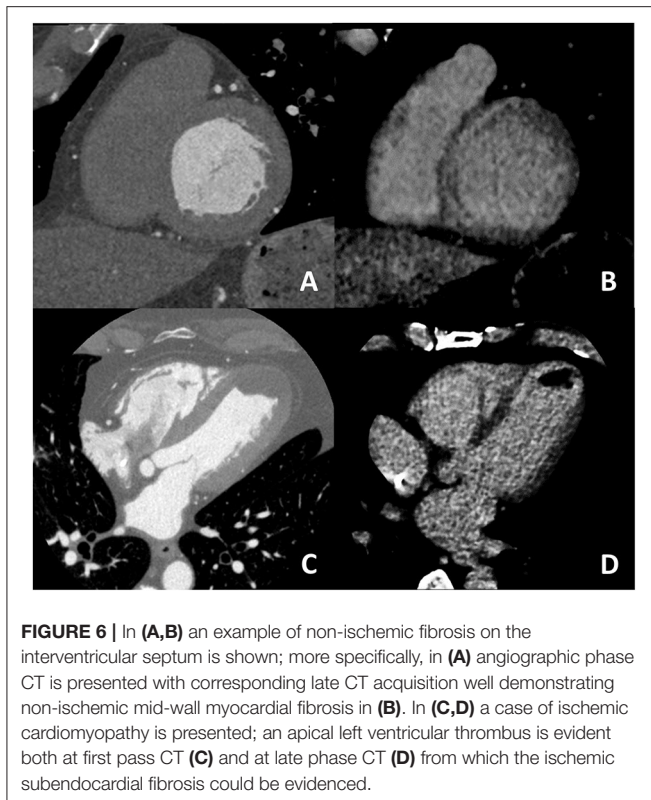 A
B
C
D
FIGURE 6 | In (A,B) an example of non-ischemic fibrosis on the
interventricular septum is shown; more specifically, in (A) angiographic phase
CT is presented with corresponding late CT acquisition well demonstrating
non-ischemic mid-wall myocardial fibrosis in (B). In (C,D) a case of ischemic
cardiomyopathy is presented; an apical left ventricular thrombus is evident
both at first pass CT (C) and at late phase CT (D) from which the ischemic
subendocardial fibrosis could be evidenced.